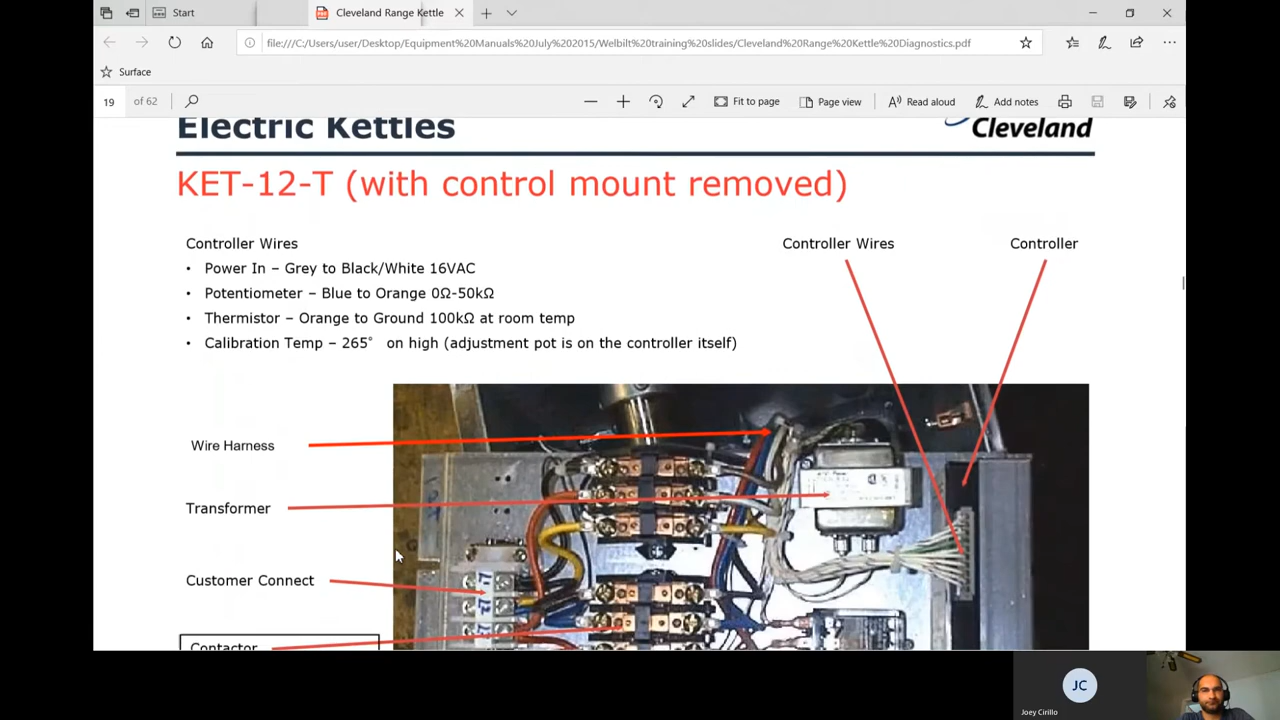 Start
Cleveland Range Kettle
file:///C:/Users/user/Desktop/Equipment%20Manuals%20July%202015/Welbilt%20training%20slides/Cleveland%20Range%20Kettle%20Diagnostics.pdf
Surface
19 of 62
Fit to page
Page view
Read aloud
Add notes
Electric Kettles
Cleveland
KET-12-T (with control mount removed)
Controller Wires
• Power In – Grey to Black/White 16VAC
• Potentiometer – Blue to Orange 0Ω-50kΩ
• Thermistor – Orange to Ground 100kΩ at room temp
• Calibration Temp – 265° on high (adjustment pot is on the controller itself)
Controller Wires
Controller
Wire Harness
Transformer
Customer Connect
Contactor
JC
Joey Cirillo